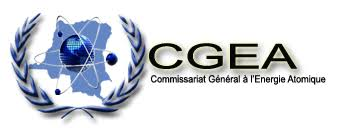 CGEA
Commissariat Général à l'Energie Atomique